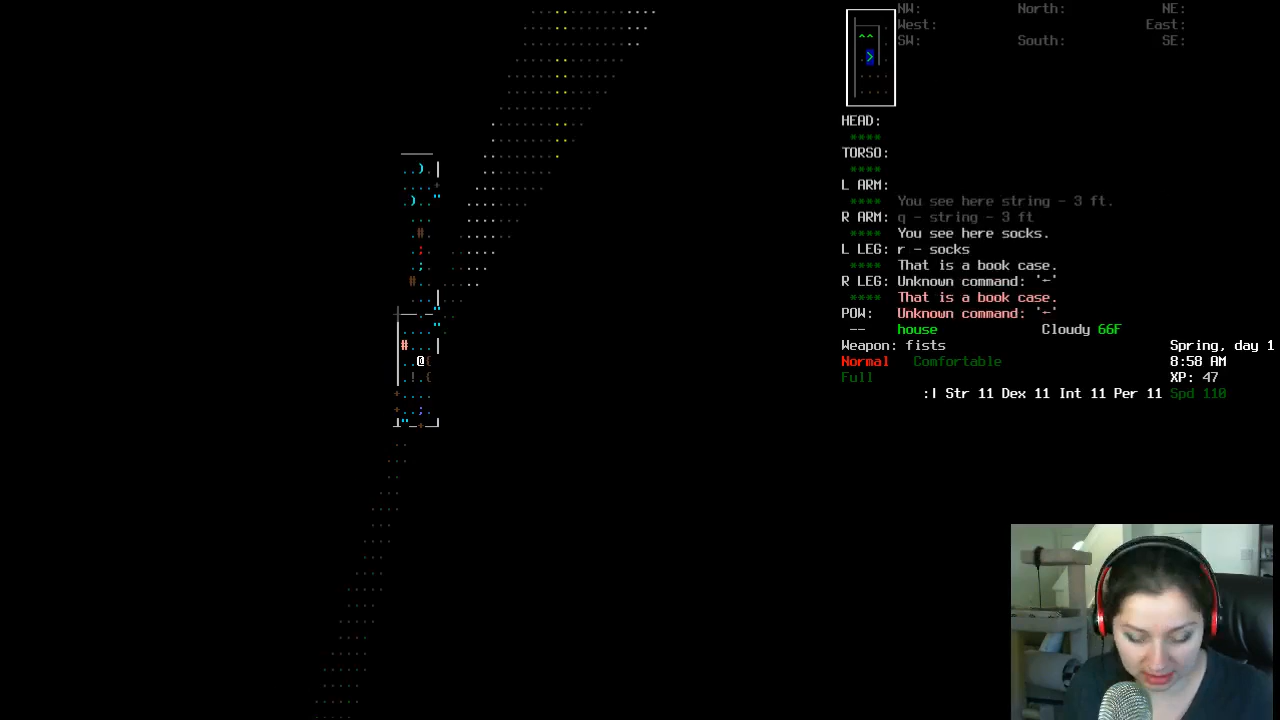 NW: North: NE:
West: East:
SW: South: SE:
HEAD:
****
TORSO:
****
L ARM:
**** You see here string - 3 ft.
R ARM: q - string - 3 ft
**** You see here socks.
L LEG: r - socks
**** That is a book case.
R LEG: Unknown command: '←'
**** That is a book case.
POW: Unknown command: '←'
-- house Cloudy 66F
Weapon: fists Spring, day 1
Normal Comfortable 8:58 AM
Full XP: 47
:| Str 11 Dex 11 Int 11 Per 11 Spd 110